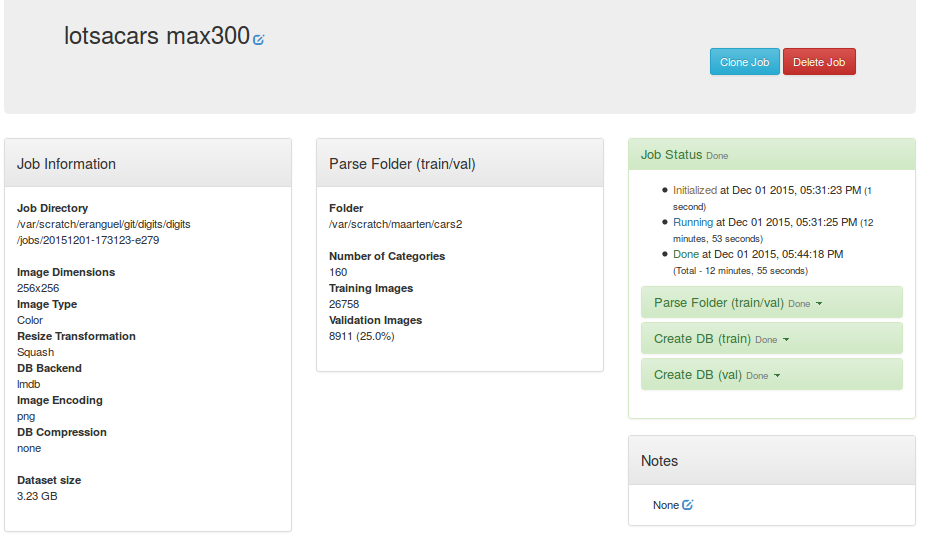 lotsacars max300
Clone Job
Delete Job
Job Information
Job Directory
/var/scratch/eranguel/git/digits/digits
/jobs/20151201-173123-e279
Image Dimensions
256x256
Image Type
Color
Resize Transformation
Squash
DB Backend
lmdb
Image Encoding
png
DB Compression
none
Dataset size
3.23 GB
Parse Folder (train/val)
Folder
/var/scratch/maarten/cars2
Number of Categories
160
Training Images
26758
Validation Images
8911 (25.0%)
Job Status Done
Initialized at Dec 01 2015, 05:31:23 PM (1
second)
Running at Dec 01 2015, 05:31:25 PM (12
minutes, 53 seconds)
Done at Dec 01 2015, 05:44:18 PM
(Total - 12 minutes, 55 seconds)
Parse Folder (train/val) Done
Create DB (train) Done
Create DB (val) Done
Notes
None